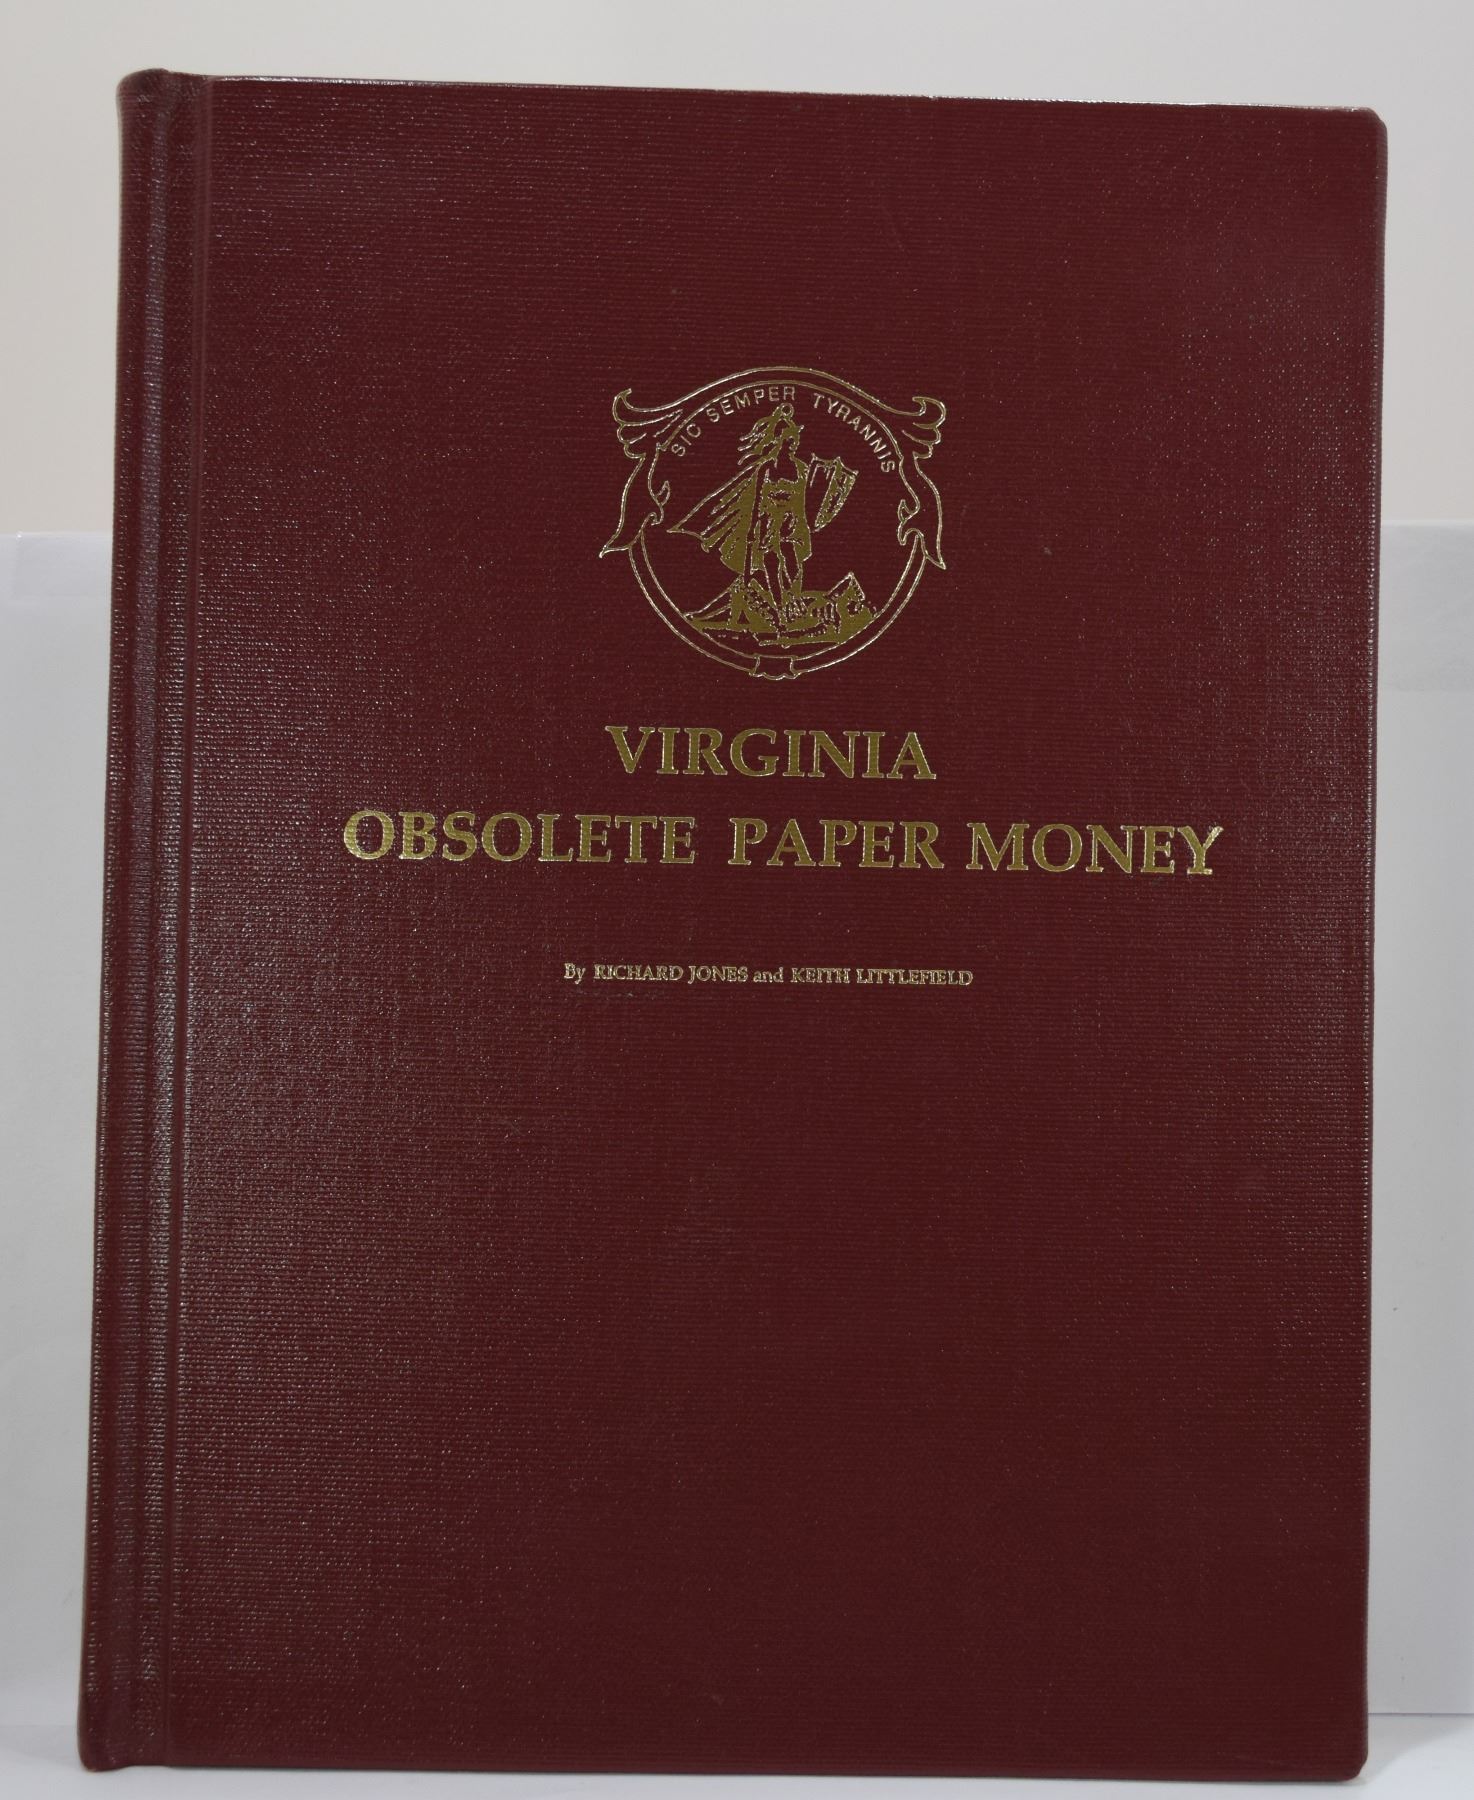 SIC SEMPER TYRANNIS
VIRGINIA
OBSOLETE PAPER MONEY
By RICHARD JONES and KEITH LITTLEFIELD